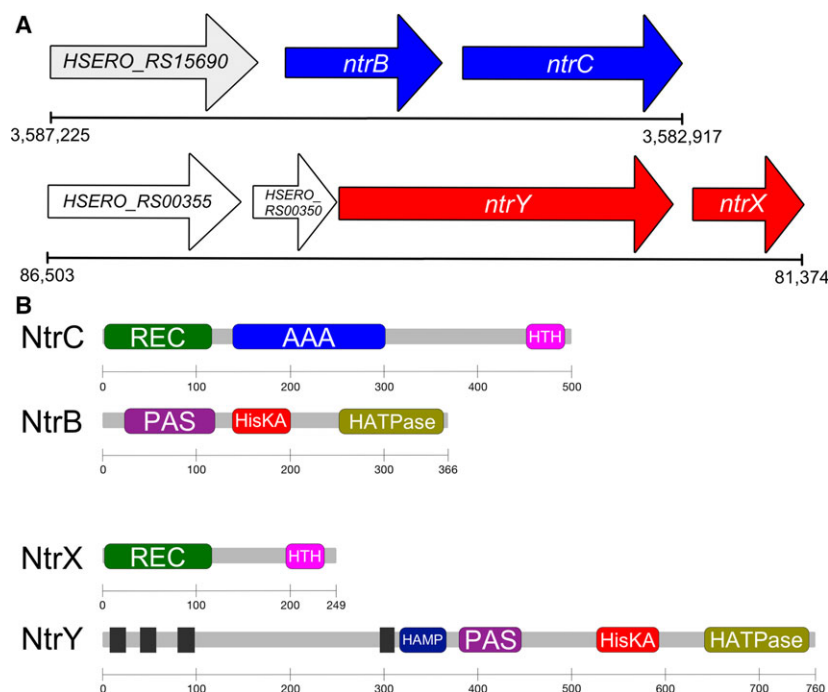 A
HSERO_RS15690 ntrB ntrC
3,587,225 3,582,917
HSERO_RS00355 HSERO_ ntrY ntrX
RS00350
86,503 81,374
B
NtrC REC AAA HTH
0 100 200 300 400 500
NtrB PAS HisKA HATPase
0 100 200 300 366
NtrX REC HTH
0 100 200 249
NtrY HAMP PAS HisKA HATPase
0 100 200 300 400 500 600 700 760